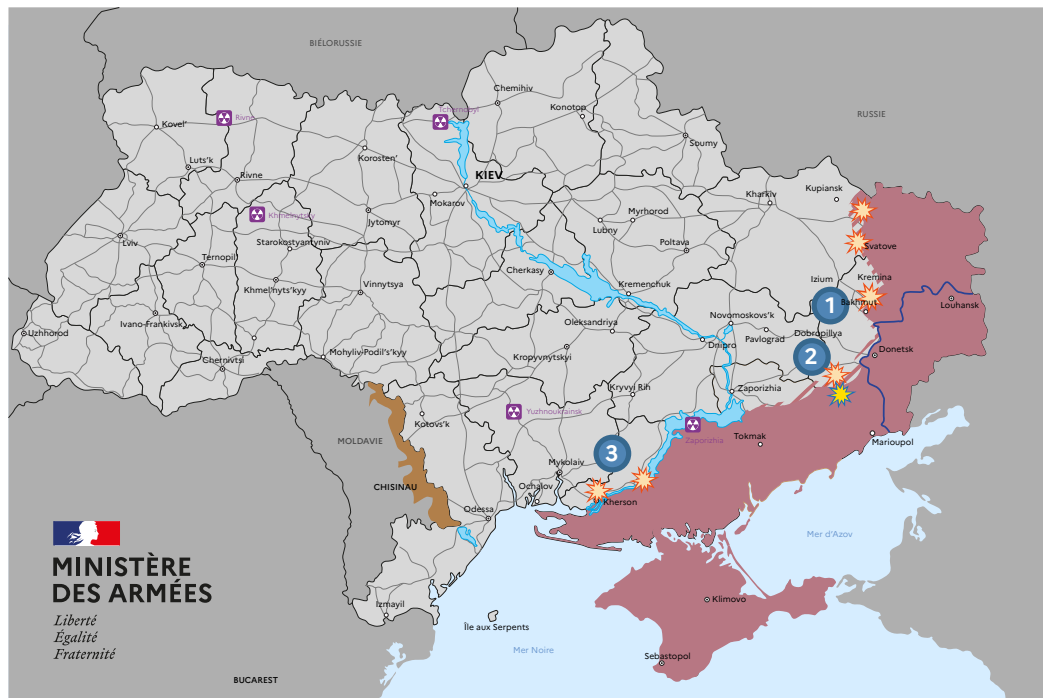 BIÉLORUSSIE
RUSSIE
Chemihiv
Konotop
Tchernobyl
Rivne
Kovel'
Soumy
Korosten'
Luts'k
KIEV
Rivne
Kharkiv
Kupiansk
Mokarov
Khmelnytsky
Jytomyr
Myrhorod
Lubny
Starokostyantyniv
Lviv
Poltava
Svatove
Ternopil
Cherkasy
Izium
Kremina
Khmel'nyts'kyy
Vinnytsya
Kremenchuk
1
Bakhmut
Louhansk
Ivano-Frankivsk
Oleksandriya
Novomoskovs'k
Uzhhorod
Pavlograd
Dobropillya
Dnipro
Mohyliv-Podil's'kyy
Kropyvnytskyi
2
Donetsk
Chernivtsi
Kryvyi Rih
Zaporizhia
Yuzhnoukrainsk
Kotovs'k
MOLDAVIE
Zaporizhia
Tokmak
Marioupol
3
Mykolaiv
CHISINAU
Ochalov
Kherson
Odessa
Mer d'Azov
MINISTÈRE
DES ARMÉES
Liberté
Égalité
Fraternité
Izmayil
Klimovo
Île aux Serpents
Mer Noire
Sebastopol
BUCAREST